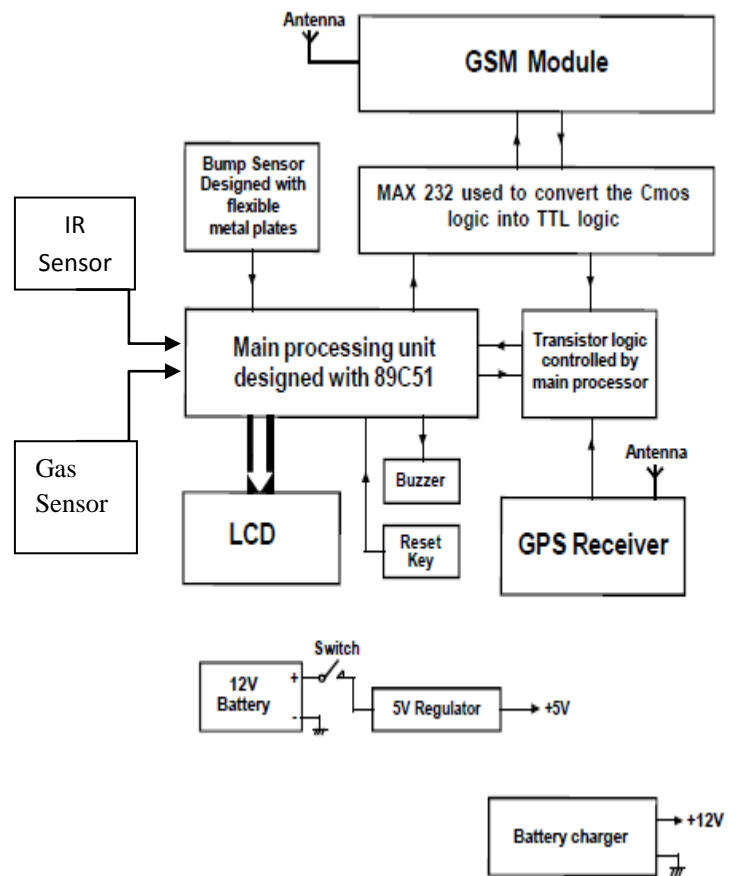 Antenna
GSM Module
Bump Sensor
Designed with
flexible
metal plates
MAX 232 used to convert the Cmos
logic into TTL logic
IR
Sensor
Main processing unit
designed with 89C51
Transistor logic
controlled by
main processor
Gas
Sensor
Antenna
Buzzer
LCD
Reset
Key
GPS Receiver
Switch
12V
Battery
+
-
5V Regulator
+5V
Battery charger
+12V